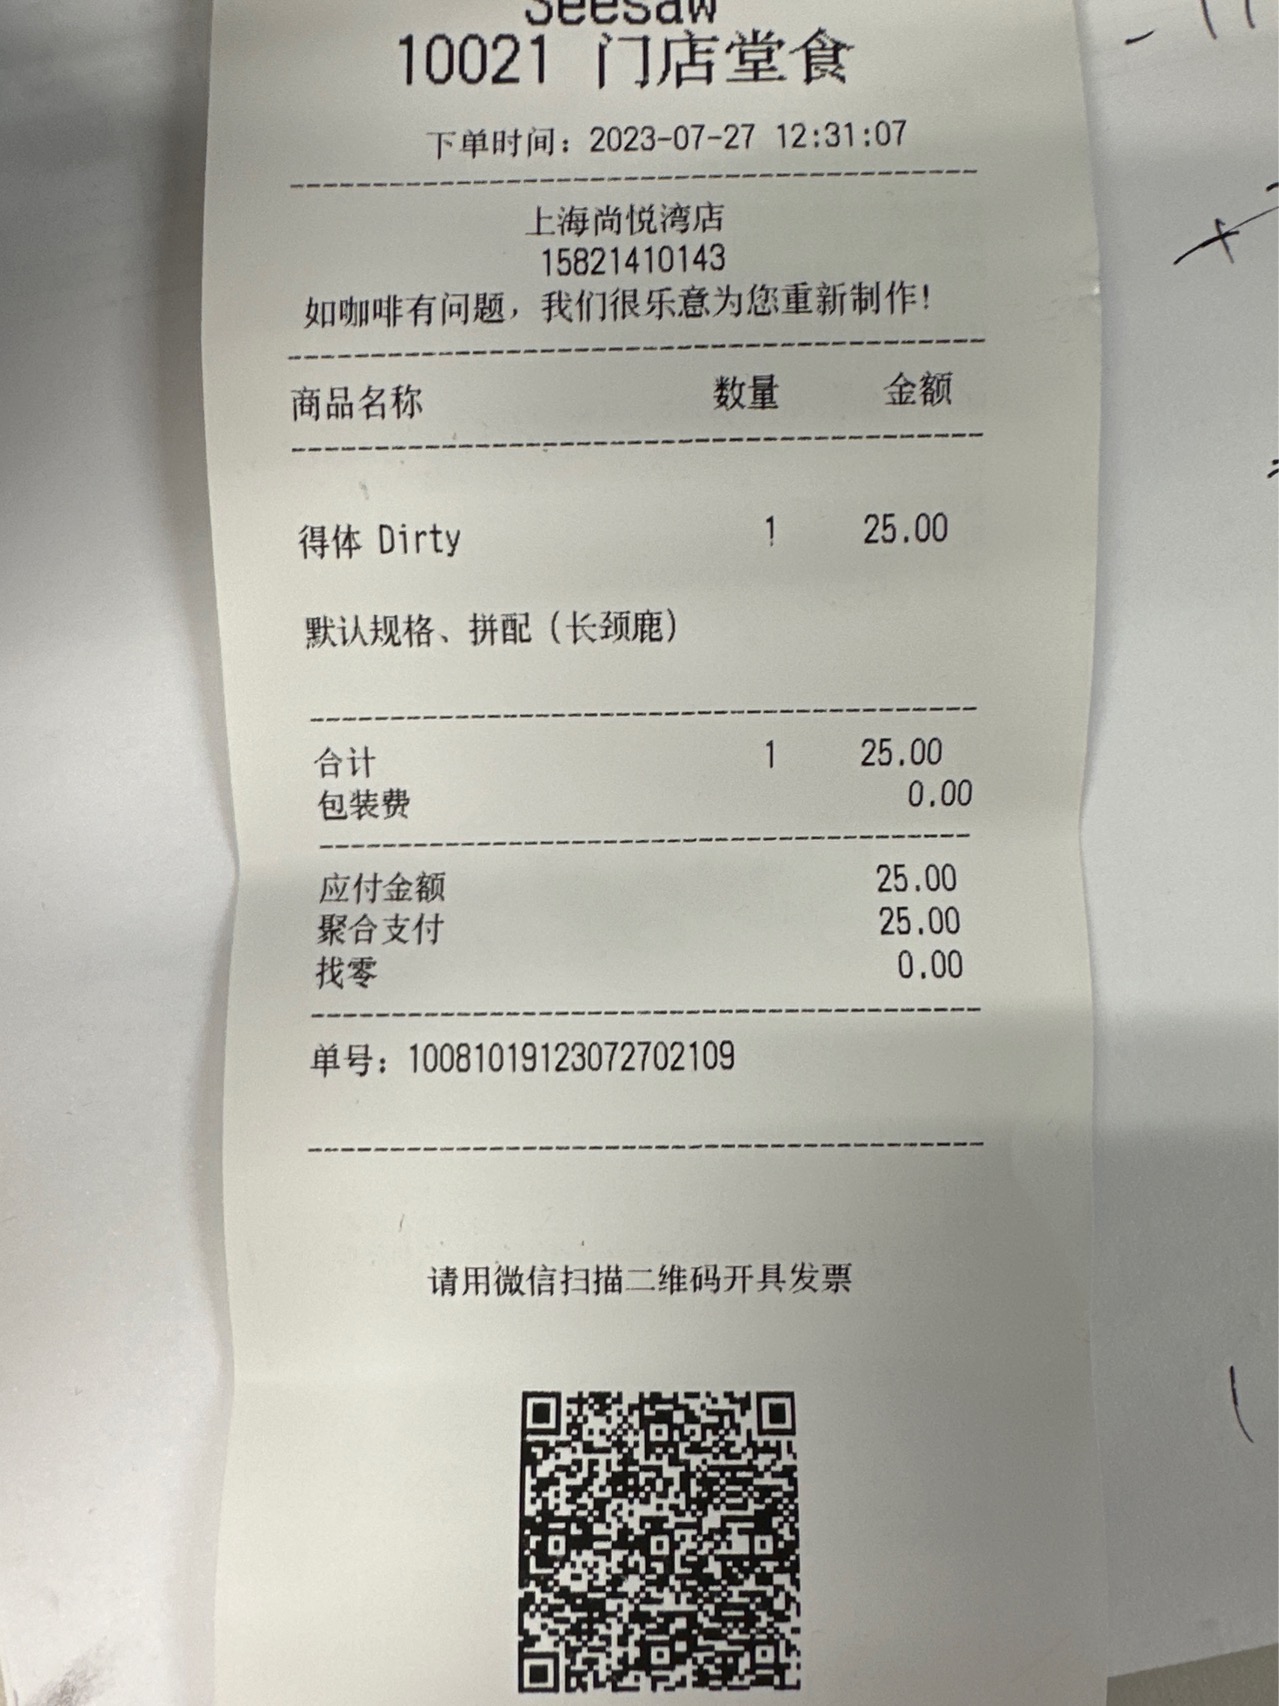 Seesaw
10021 门店堂食
下单时间：2023-07-27 12:31:07
上海尚悦湾店
15821410143
如咖啡有问题，我们很乐意为您重新制作！
商品名称 数量 金额
得体 Dirty 1 25.00
默认规格、拼配（长颈鹿）
合计 1 25.00
包装费 0.00
应付金额 25.00
聚合支付 25.00
找零 0.00
单号：10081019123072702109
请用微信扫描二维码开具发票